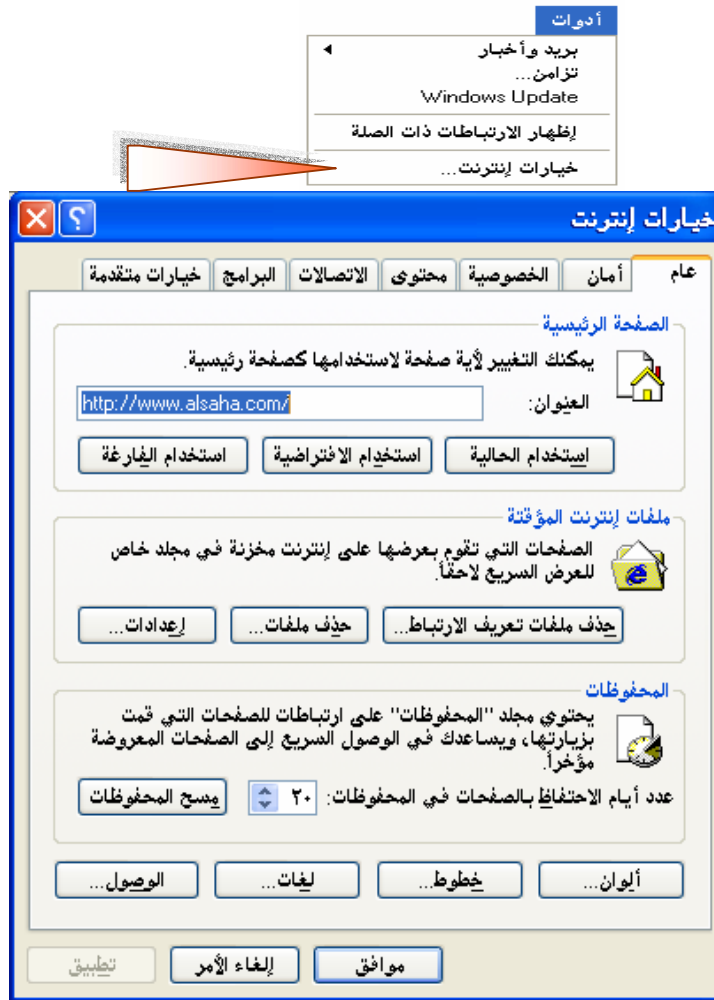 أدوات
بريد وأخبار
تزامن...
Windows Update
إظهار الارتباطات ذات الصلة
خيارات إنترنت...
خيارات إنترنت
عام أمان الخصوصية محتوى الاتصالات البرامج خيارات متقدمة
الصفحة الرئيسية
يمكنك التغيير لأية صفحة لاستخدامها كصفحة رئيسية.
العنوان: http://www.alsaha.com/
استخدام الحالية استخدام الافتراضية استخدام الفارغة
ملفات إنترنت المؤقتة
الصفحات التي تقوم بعرضها على إنترنت مخزنة في مجلد خاص
للعرض السريع لاحقاً.
حذف ملفات تعريف الارتباط... حذف ملفات... إعدادات...
المحفوظات
يحتوي مجلد "المحفوظات" على ارتباطات للصفحات التي قمت
بزيارتها، ويساعدك في الوصول السريع إلى الصفحات المعروضة
مؤخراً.
عدد أيام الاحتفاظ بالصفحات في المحفوظات: ٢٠ مسح المحفوظات
ألوان... خطوط... لغات... الوصول...
موافق إلغاء الأمر تطبيق